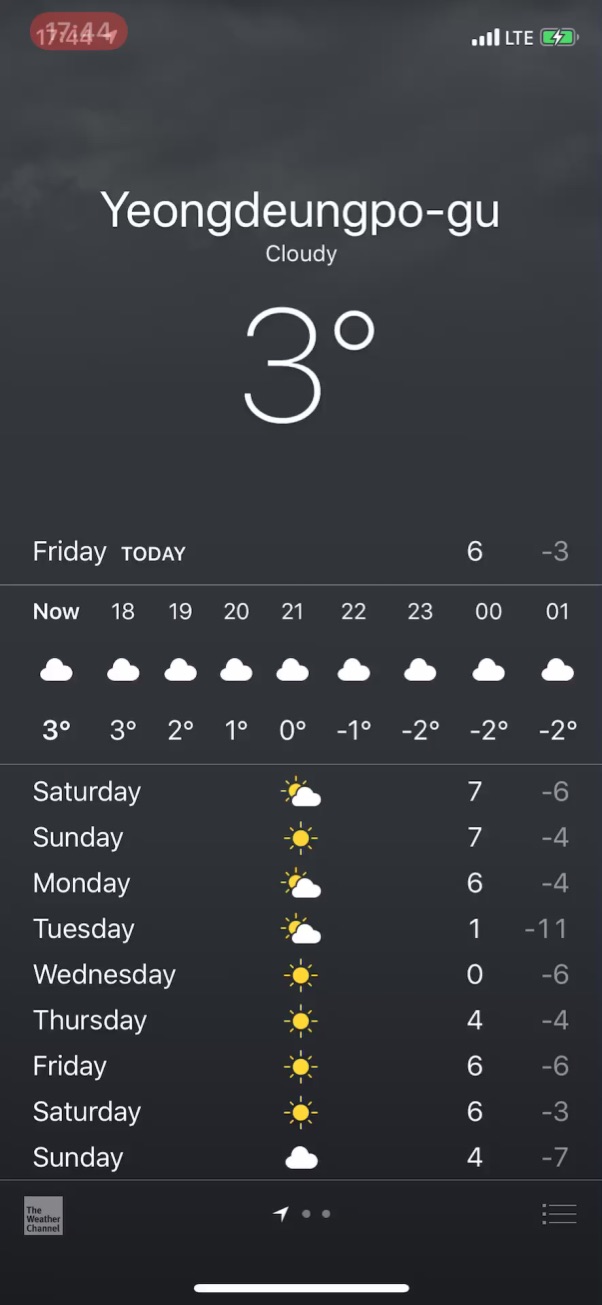 17:44
LTE
Yeongdeungpo-gu
Cloudy
3°
Friday TODAY 6 -3
Now 18 19 20 21 22 23 00 01
3° 3° 2° 1° 0° -1° -2° -2° -2°
Saturday 7 -6
Sunday 7 -4
Monday 6 -4
Tuesday 1 -11
Wednesday 0 -6
Thursday 4 -4
Friday 6 -6
Saturday 6 -3
Sunday 4 -7
The
Weather
Channel